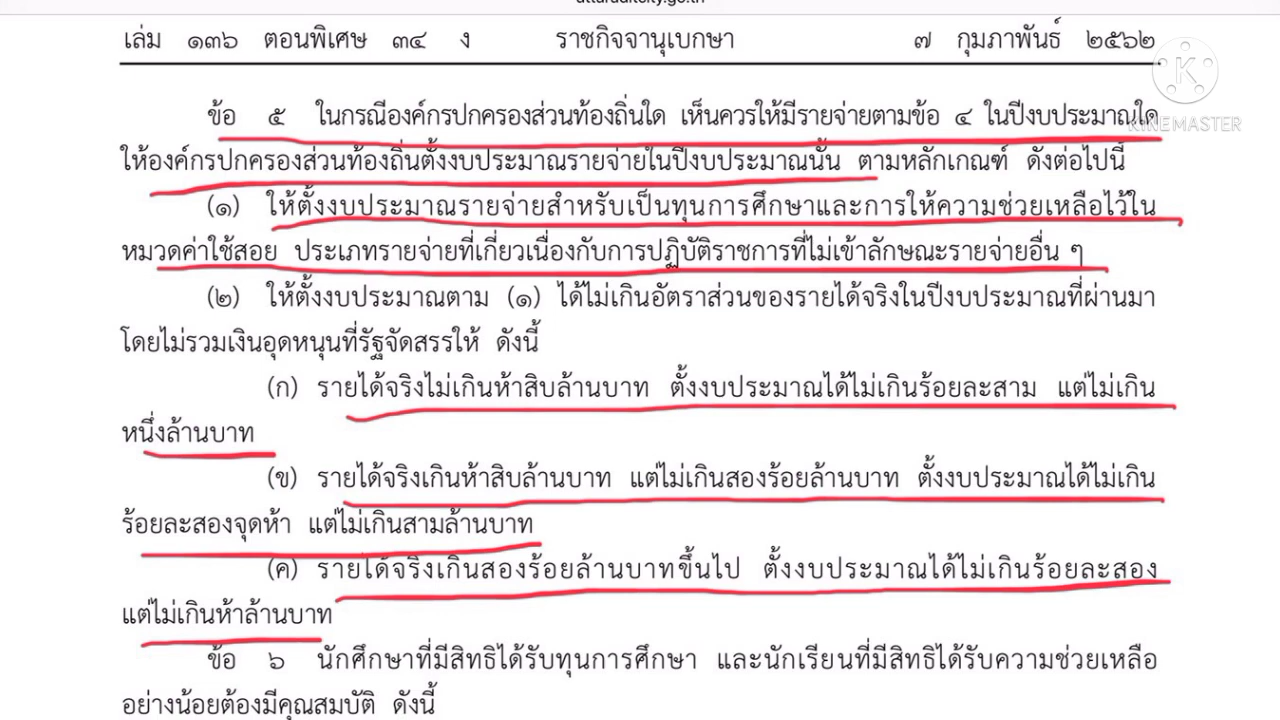 uttaraditcity.go.th
เล่ม ๑๓๖ ตอนพิเศษ ๓๔ ง ราชกิจจานุเบกษา ๗ กุมภาพันธ์ ๒๕๖๒
K
KINEMASTER
ข้อ ๕ ในกรณีองค์กรปกครองส่วนท้องถิ่นใด เห็นควรให้มีรายจ่ายตามข้อ ๔ ในปีงบประมาณใด
ให้องค์กรปกครองส่วนท้องถิ่นตั้งงบประมาณรายจ่ายในปีงบประมาณนั้น ตามหลักเกณฑ์ ดังต่อไปนี้
(๑) ให้ตั้งงบประมาณรายจ่ายสำหรับเป็นทุนการศึกษาและการให้ความช่วยเหลือไว้ใน
หมวดค่าใช้สอย ประเภทรายจ่ายที่เกี่ยวเนื่องกับการปฏิบัติราชการที่ไม่เข้าลักษณะรายจ่ายอื่น ๆ
(๒) ให้ตั้งงบประมาณตาม (๑) ได้ไม่เกินอัตราส่วนของรายได้จริงในปีงบประมาณที่ผ่านมา
โดยไม่รวมเงินอุดหนุนที่รัฐจัดสรรให้ ดังนี้
(ก) รายได้จริงไม่เกินห้าสิบล้านบาท ตั้งงบประมาณได้ไม่เกินร้อยละสาม แต่ไม่เกิน
หนึ่งล้านบาท
(ข) รายได้จริงเกินห้าสิบล้านบาท แต่ไม่เกินสองร้อยล้านบาท ตั้งงบประมาณได้ไม่เกิน
ร้อยละสองจุดห้า แต่ไม่เกินสามล้านบาท
(ค) รายได้จริงเกินสองร้อยล้านบาทขึ้นไป ตั้งงบประมาณได้ไม่เกินร้อยละสอง
แต่ไม่เกินห้าล้านบาท
ข้อ ๖ นักศึกษาที่มีสิทธิได้รับทุนการศึกษา และนักเรียนที่มีสิทธิได้รับความช่วยเหลือ
อย่างน้อยต้องมีคุณสมบัติ ดังนี้